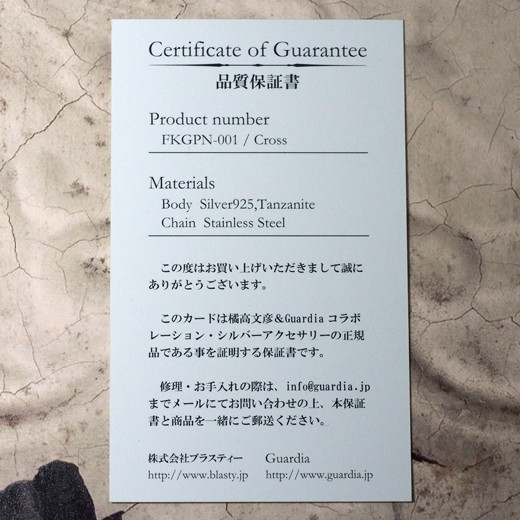 Certificate of Guarantee
品質保証書
Product number
FKGPN-001 / Cross
Materials
Body Silver925,Tanzanite
Chain Stainless Steel
この度はお買い上げいただきまして誠に
ありがとうございます。
このカードは橘高文彦&Guardia コラボ
レーション・シルバーアクセサリーの正規
品である事を証明する保証書です。
修理・お手入れの際は、info@guardia.jp
までメールにてお問い合わせの上、本保証
書と商品を一緒にご郵送ください。
株式会社ブラスティー Guardia
http://www.blasty.jp http://www.guardia.jp